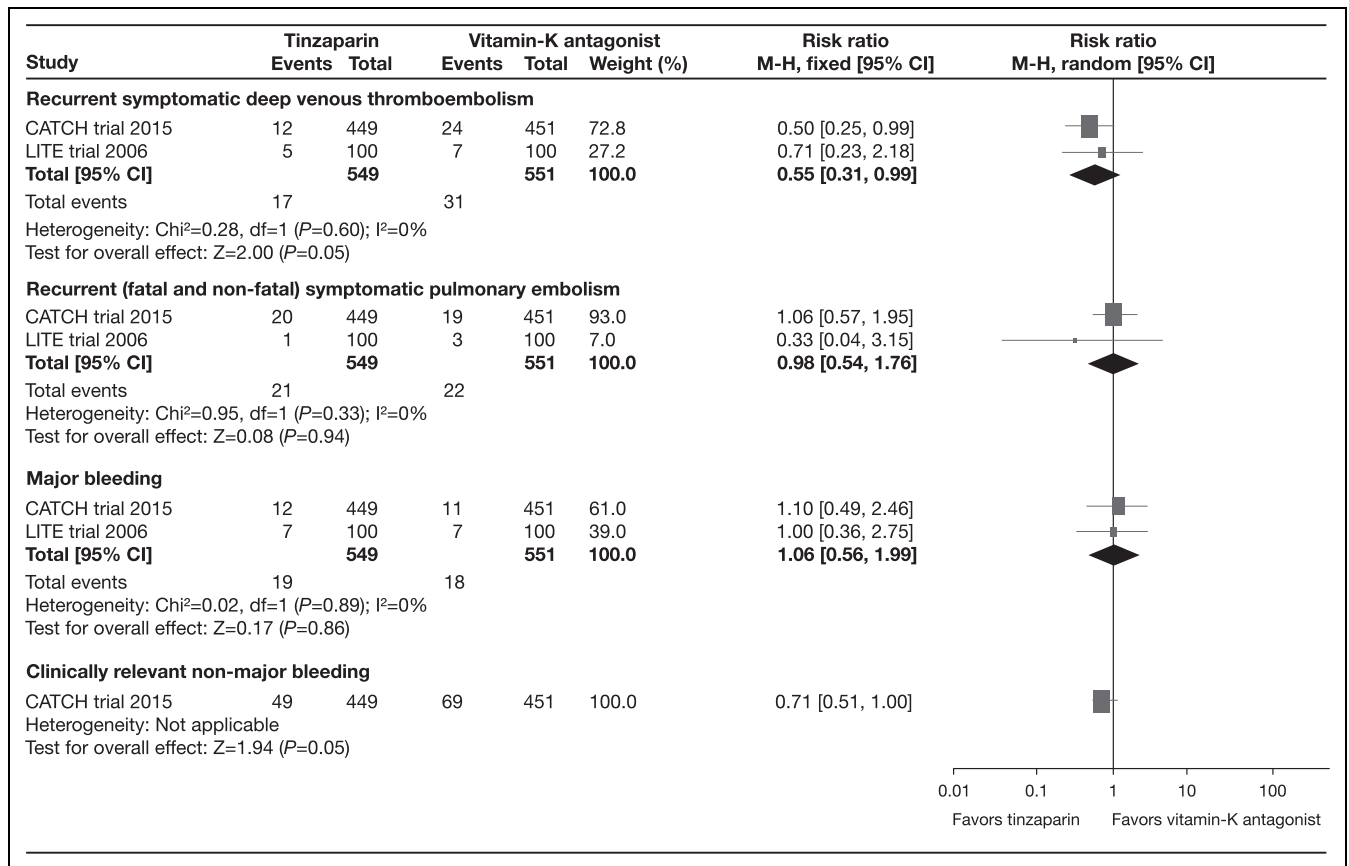 Tinzaparin Vitamin-K antagonist Risk ratio Risk ratio
Study Events Total Events Total Weight (%) M-H, fixed [95% CI] M-H, random [95% CI]
Recurrent symptomatic deep venous thromboembolism
CATCH trial 2015 12 449 24 451 72.8 0.50 [0.25, 0.99]
LITE trial 2006 5 100 7 100 27.2 0.71 [0.23, 2.18]
Total [95% CI] 549 551 100.0 0.55 [0.31, 0.99]
Total events 17 31
Heterogeneity: Chi²=0.28, df=1 (P=0.60); I²=0%
Test for overall effect: Z=2.00 (P=0.05)
Recurrent (fatal and non-fatal) symptomatic pulmonary embolism
CATCH trial 2015 20 449 19 451 93.0 1.06 [0.57, 1.95]
LITE trial 2006 1 100 3 100 7.0 0.33 [0.04, 3.15]
Total [95% CI] 549 551 100.0 0.98 [0.54, 1.76]
Total events 21 22
Heterogeneity: Chi²=0.95, df=1 (P=0.33); I²=0%
Test for overall effect: Z=0.08 (P=0.94)
Major bleeding
CATCH trial 2015 12 449 11 451 61.0 1.10 [0.49, 2.46]
LITE trial 2006 7 100 7 100 39.0 1.00 [0.36, 2.75]
Total [95% CI] 549 551 100.0 1.06 [0.56, 1.99]
Total events 19 18
Heterogeneity: Chi²=0.02, df=1 (P=0.89); I²=0%
Test for overall effect: Z=0.17 (P=0.86)
Clinically relevant non-major bleeding
CATCH trial 2015 49 449 69 451 100.0 0.71 [0.51, 1.00]
Heterogeneity: Not applicable
Test for overall effect: Z=1.94 (P=0.05)
0.01 0.1 1 10 100
Favors tinzaparin Favors vitamin-K antagonist